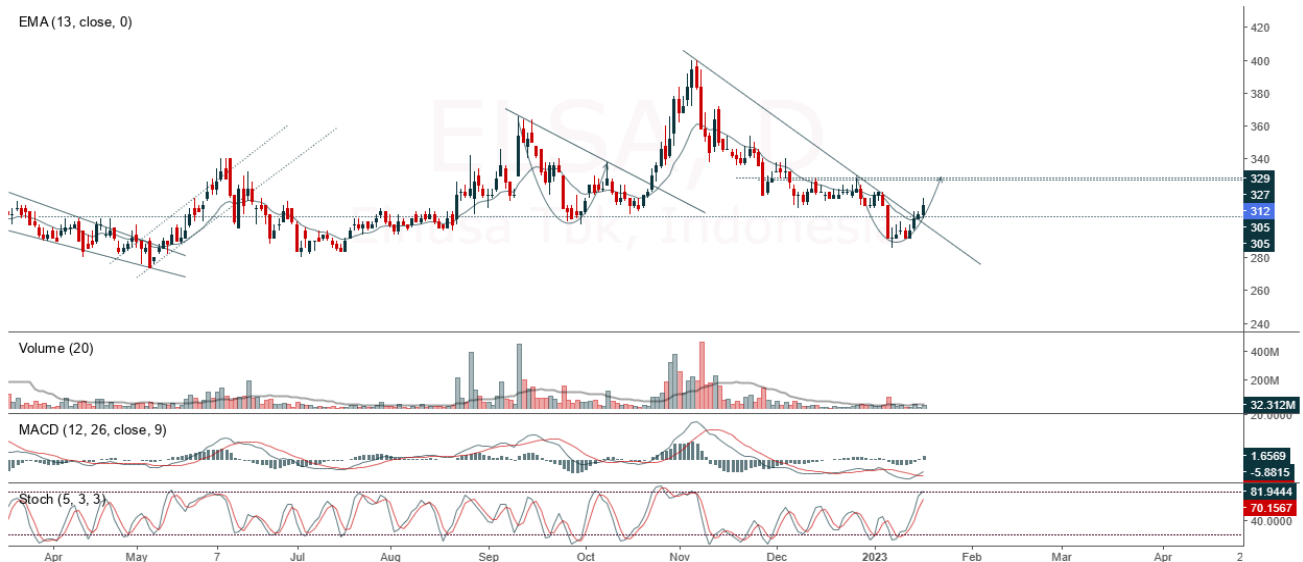 EMA (13, close, 0)
420
400
360
340
329
327
312
305
305
280
260
240
ELSA, D
Volume (20)
400M
200M
32.312M
MACD (12, 26, close, 9)
20.0000
1.6569
-5.8815
Stoch (5, 3, 3)
81.9444
70.1567
40.0000
Apr May 7 Jul Aug Sep Oct Nov Dec 2023 Feb Mar Apr 2